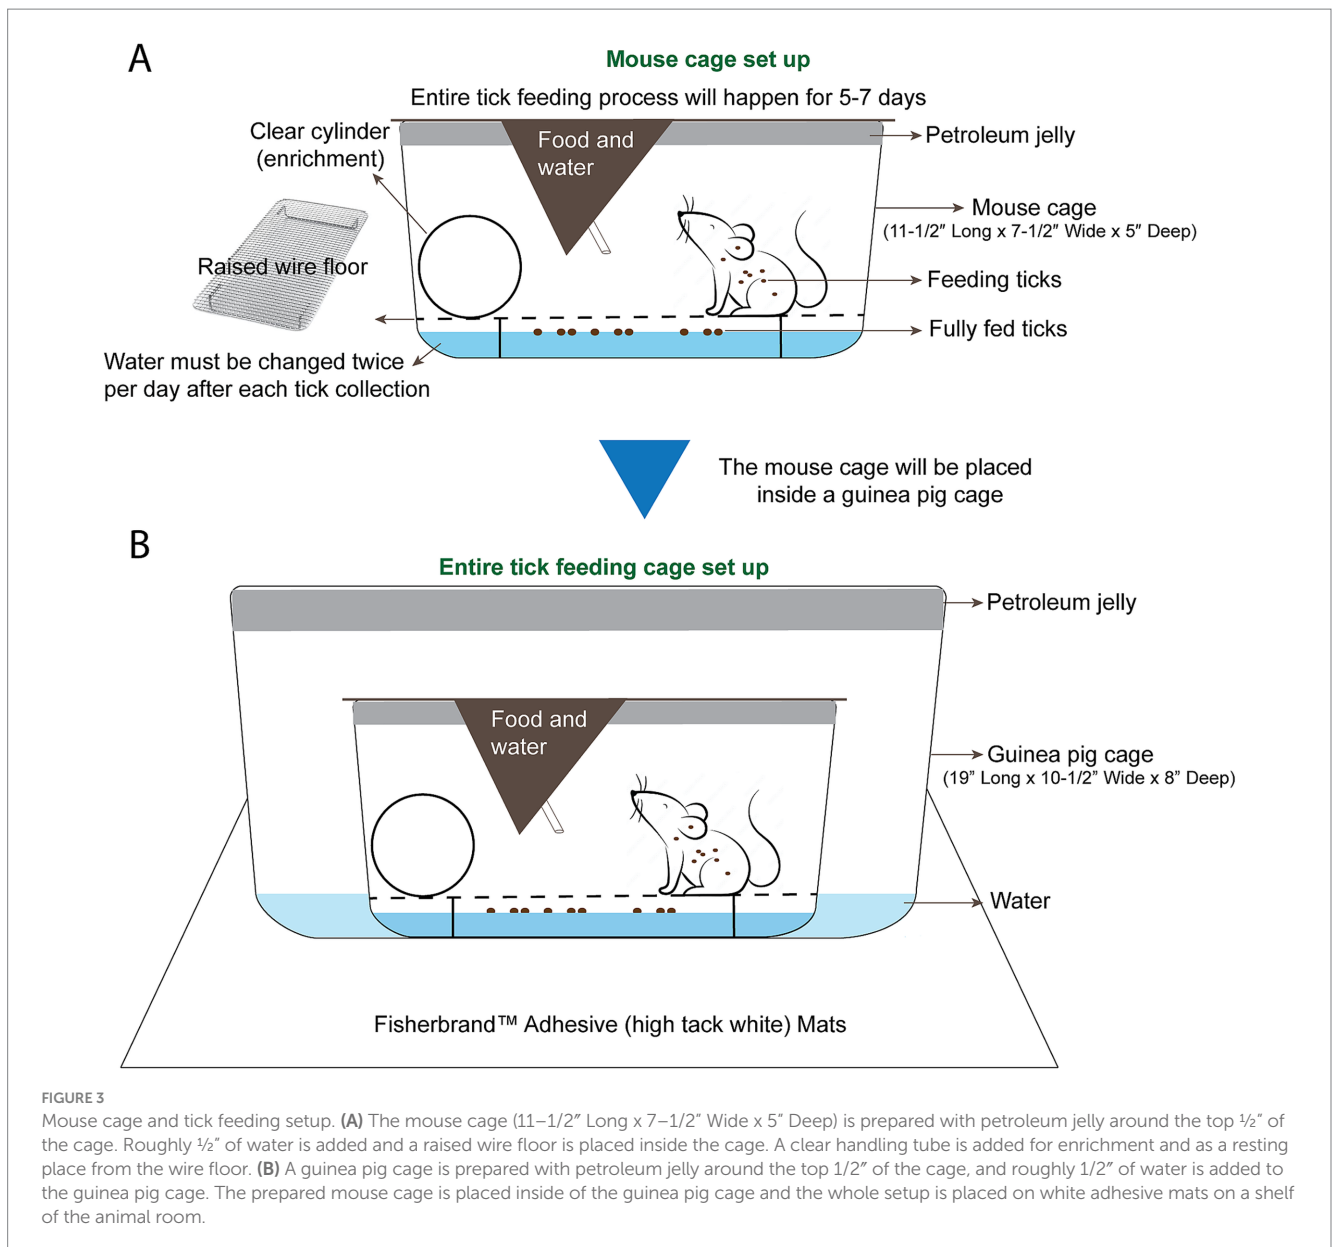 A
Mouse cage set up
Entire tick feeding process will happen for 5-7 days
Clear cylinder
(enrichment)
Food and
water
Petroleum jelly
Mouse cage
(11-1/2″ Long x 7-1/2″ Wide x 5″ Deep)
Raised wire floor
Feeding ticks
Fully fed ticks
Water must be changed twice
per day after each tick collection
The mouse cage will be placed
inside a guinea pig cage
B
Entire tick feeding cage set up
Petroleum jelly
Food and
water
Guinea pig cage
(19” Long x 10-1/2” Wide x 8” Deep)
Water
Fisherbrand™ Adhesive (high tack white) Mats
FIGURE 3
Mouse cage and tick feeding setup. (A) The mouse cage (11–1/2″ Long x 7–1/2″ Wide x 5″ Deep) is prepared with petroleum jelly around the top ½″ of
the cage. Roughly ½″ of water is added and a raised wire floor is placed inside the cage. A clear handling tube is added for enrichment and as a resting
place from the wire floor. (B) A guinea pig cage is prepared with petroleum jelly around the top 1/2″ of the cage, and roughly 1/2″ of water is added to
the guinea pig cage. The prepared mouse cage is placed inside of the guinea pig cage and the whole setup is placed on white adhesive mats on a shelf
of the animal room.